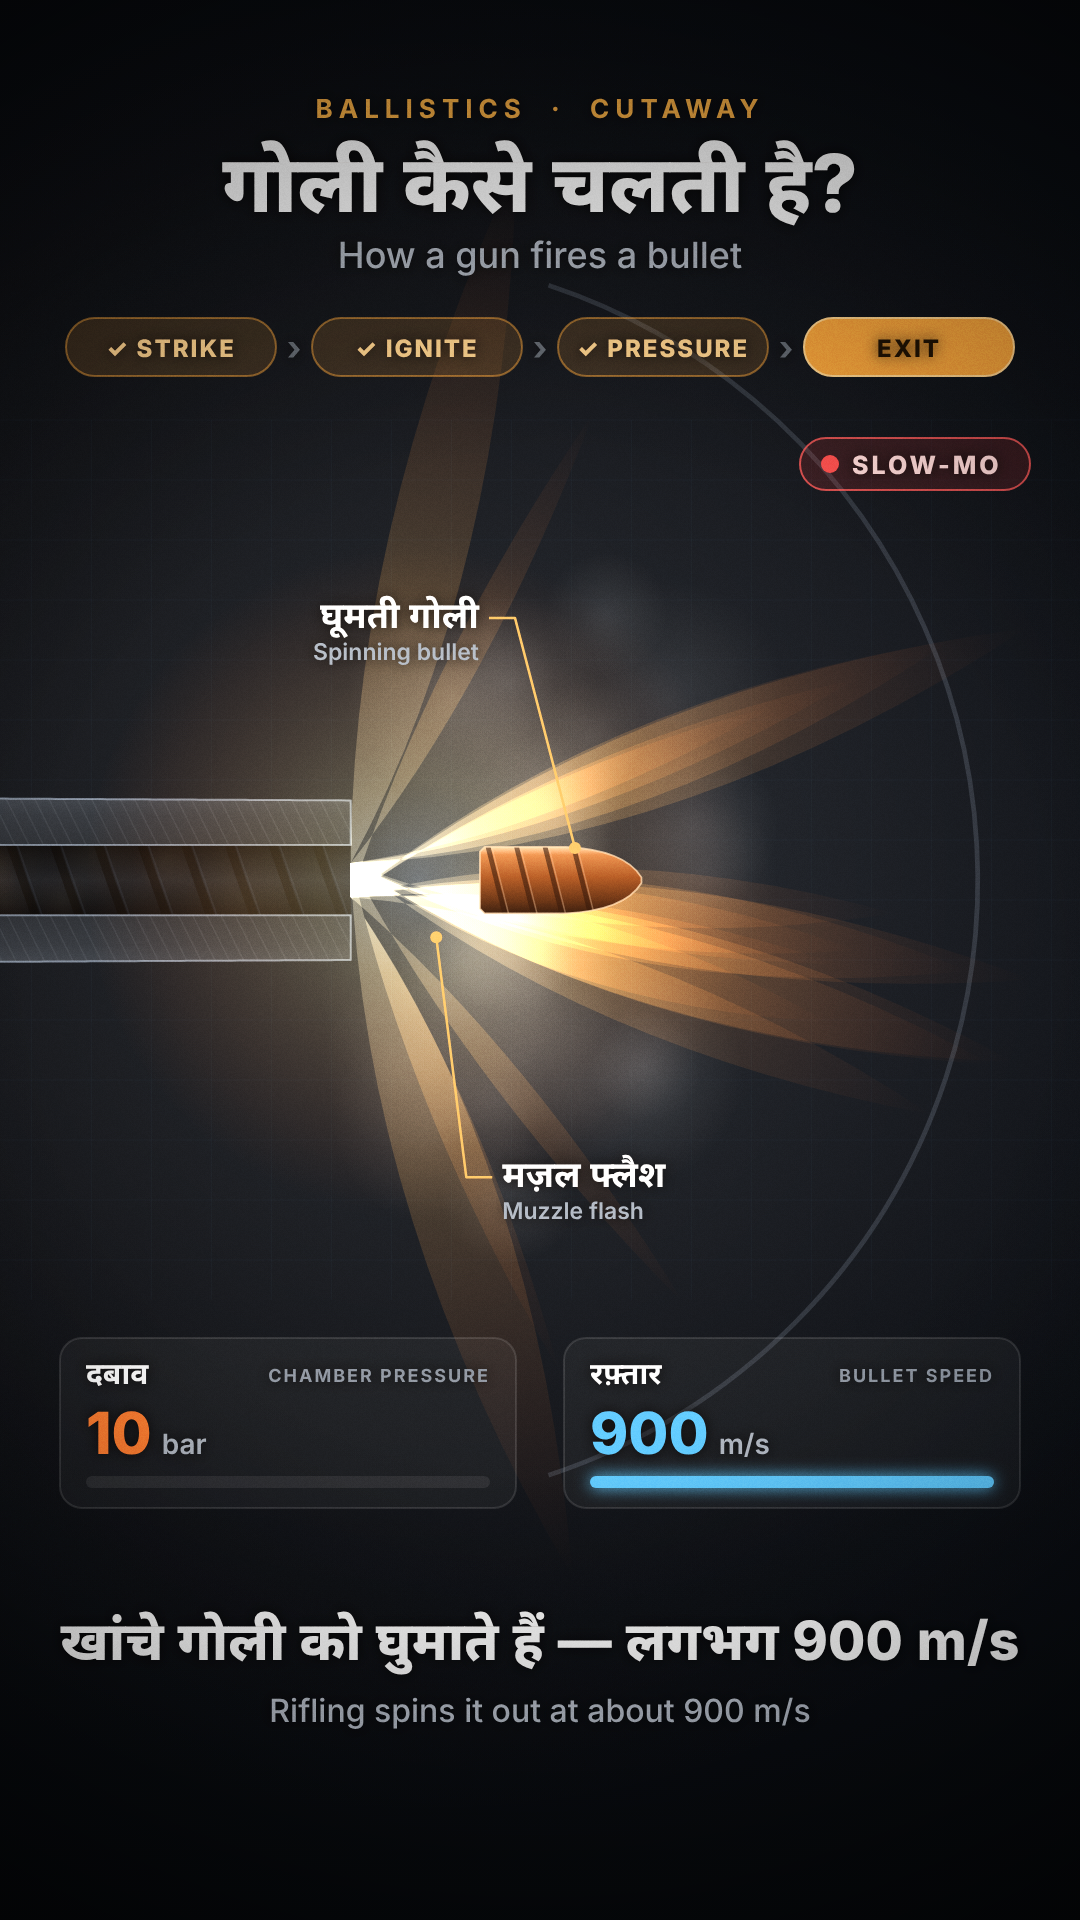 BALLISTICS · CUTAWAY
गोली कैसे चलती है?
How a gun fires a bullet
✓ STRIKE › ✓ IGNITE › ✓ PRESSURE › EXIT
SLOW-MO
घूमती गोली
Spinning bullet
मज़ल फ्लैश
Muzzle flash
दबाव CHAMBER PRESSURE
10 bar
रफ़्तार BULLET SPEED
900 m/s
खांचे गोली को घुमाते हैं — लगभग 900 m/s
Rifling spins it out at about 900 m/s